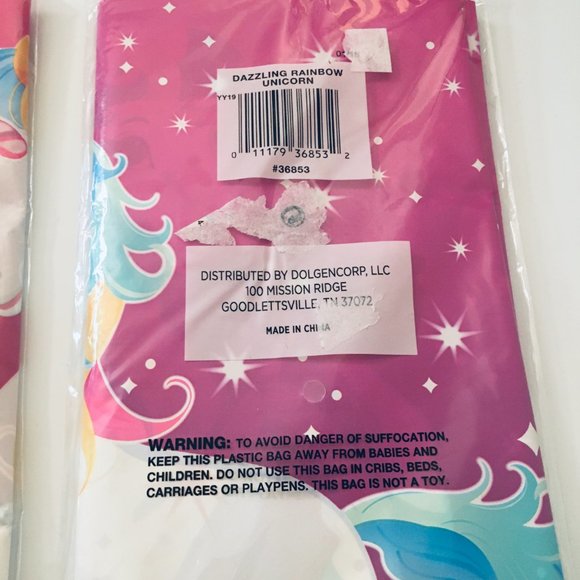 DAZZLING RAINBOW
UNICORN
YY19
0 11179 36853 2
#36853
DISTRIBUTED BY DOLGENCORP, LLC
100 MISSION RIDGE
GOODLETTSVILLE, TN 37072
MADE IN CHINA
WARNING: TO AVOID DANGER OF SUFFOCATION,
KEEP THIS PLASTIC BAG AWAY FROM BABIES AND
CHILDREN. DO NOT USE THIS BAG IN CRIBS, BEDS,
CARRIAGES OR PLAYPENS. THIS BAG IS NOT A TOY.